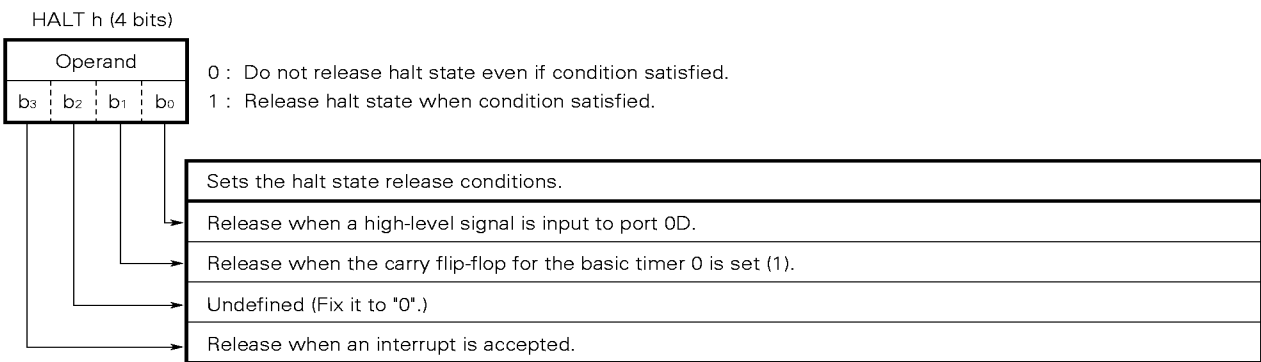 HALT h (4 bits)
Operand
b3 b2 b1 b0
0 : Do not release halt state even if condition satisfied.
1 : Release halt state when condition satisfied.
Sets the halt state release conditions.
Release when a high-level signal is input to port 0D.
Release when the carry flip-flop for the basic timer 0 is set (1).
Undefined (Fix it to "0".)
Release when an interrupt is accepted.